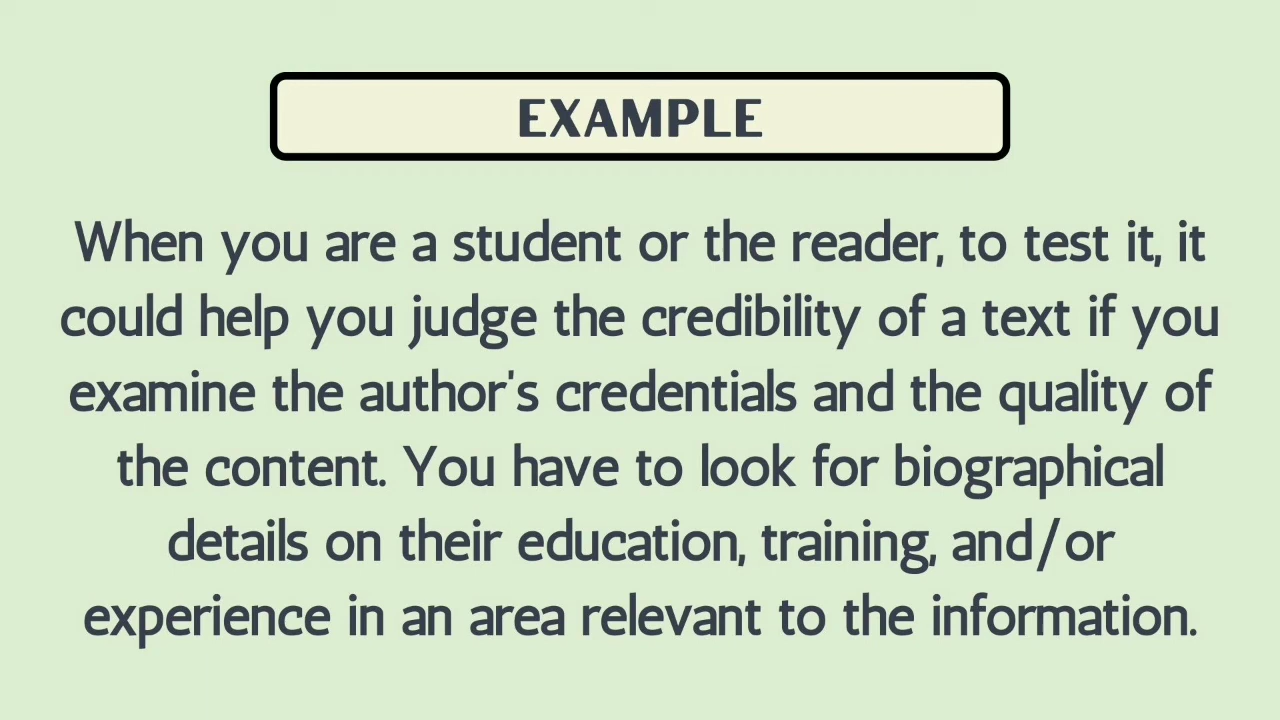 EXAMPLE
When you are a student or the reader, to test it, it
could help you judge the credibility of a text if you
examine the author's credentials and the quality of
the content. You have to look for biographical
details on their education, training, and/or
experience in an area relevant to the information.